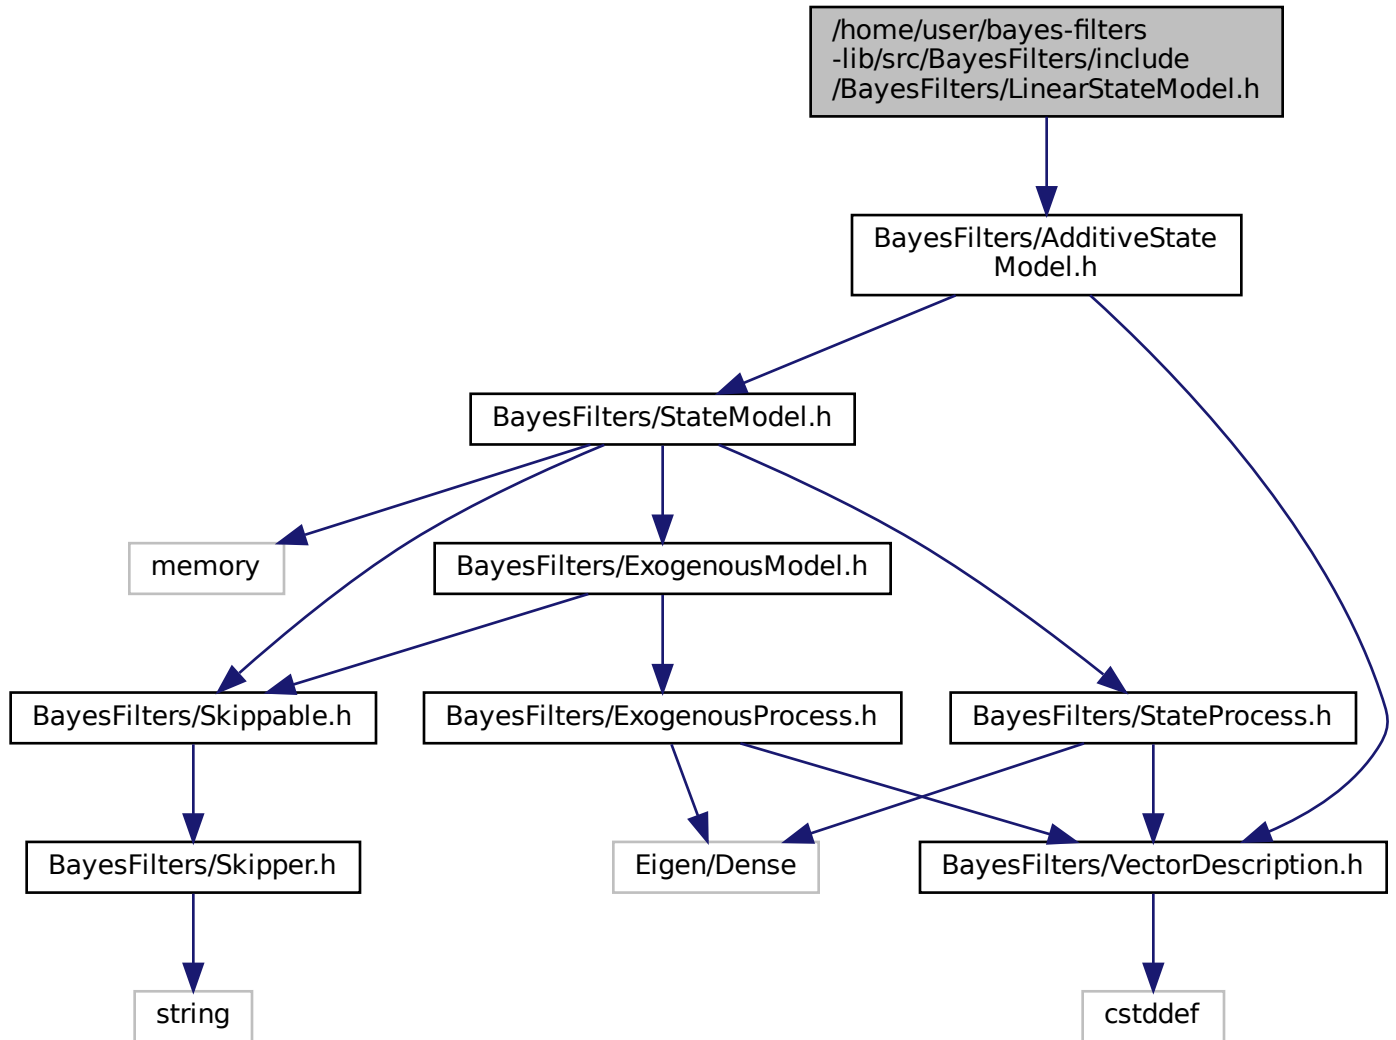 /home/user/bayes-filters
-lib/src/BayesFilters/include
/BayesFilters/LinearStateModel.h
BayesFilters/AdditiveState
Model.h
BayesFilters/StateModel.h
memory
BayesFilters/ExogenousModel.h
BayesFilters/Skippable.h
BayesFilters/ExogenousProcess.h
BayesFilters/StateProcess.h
BayesFilters/Skipper.h
Eigen/Dense
BayesFilters/VectorDescription.h
string
cstddef